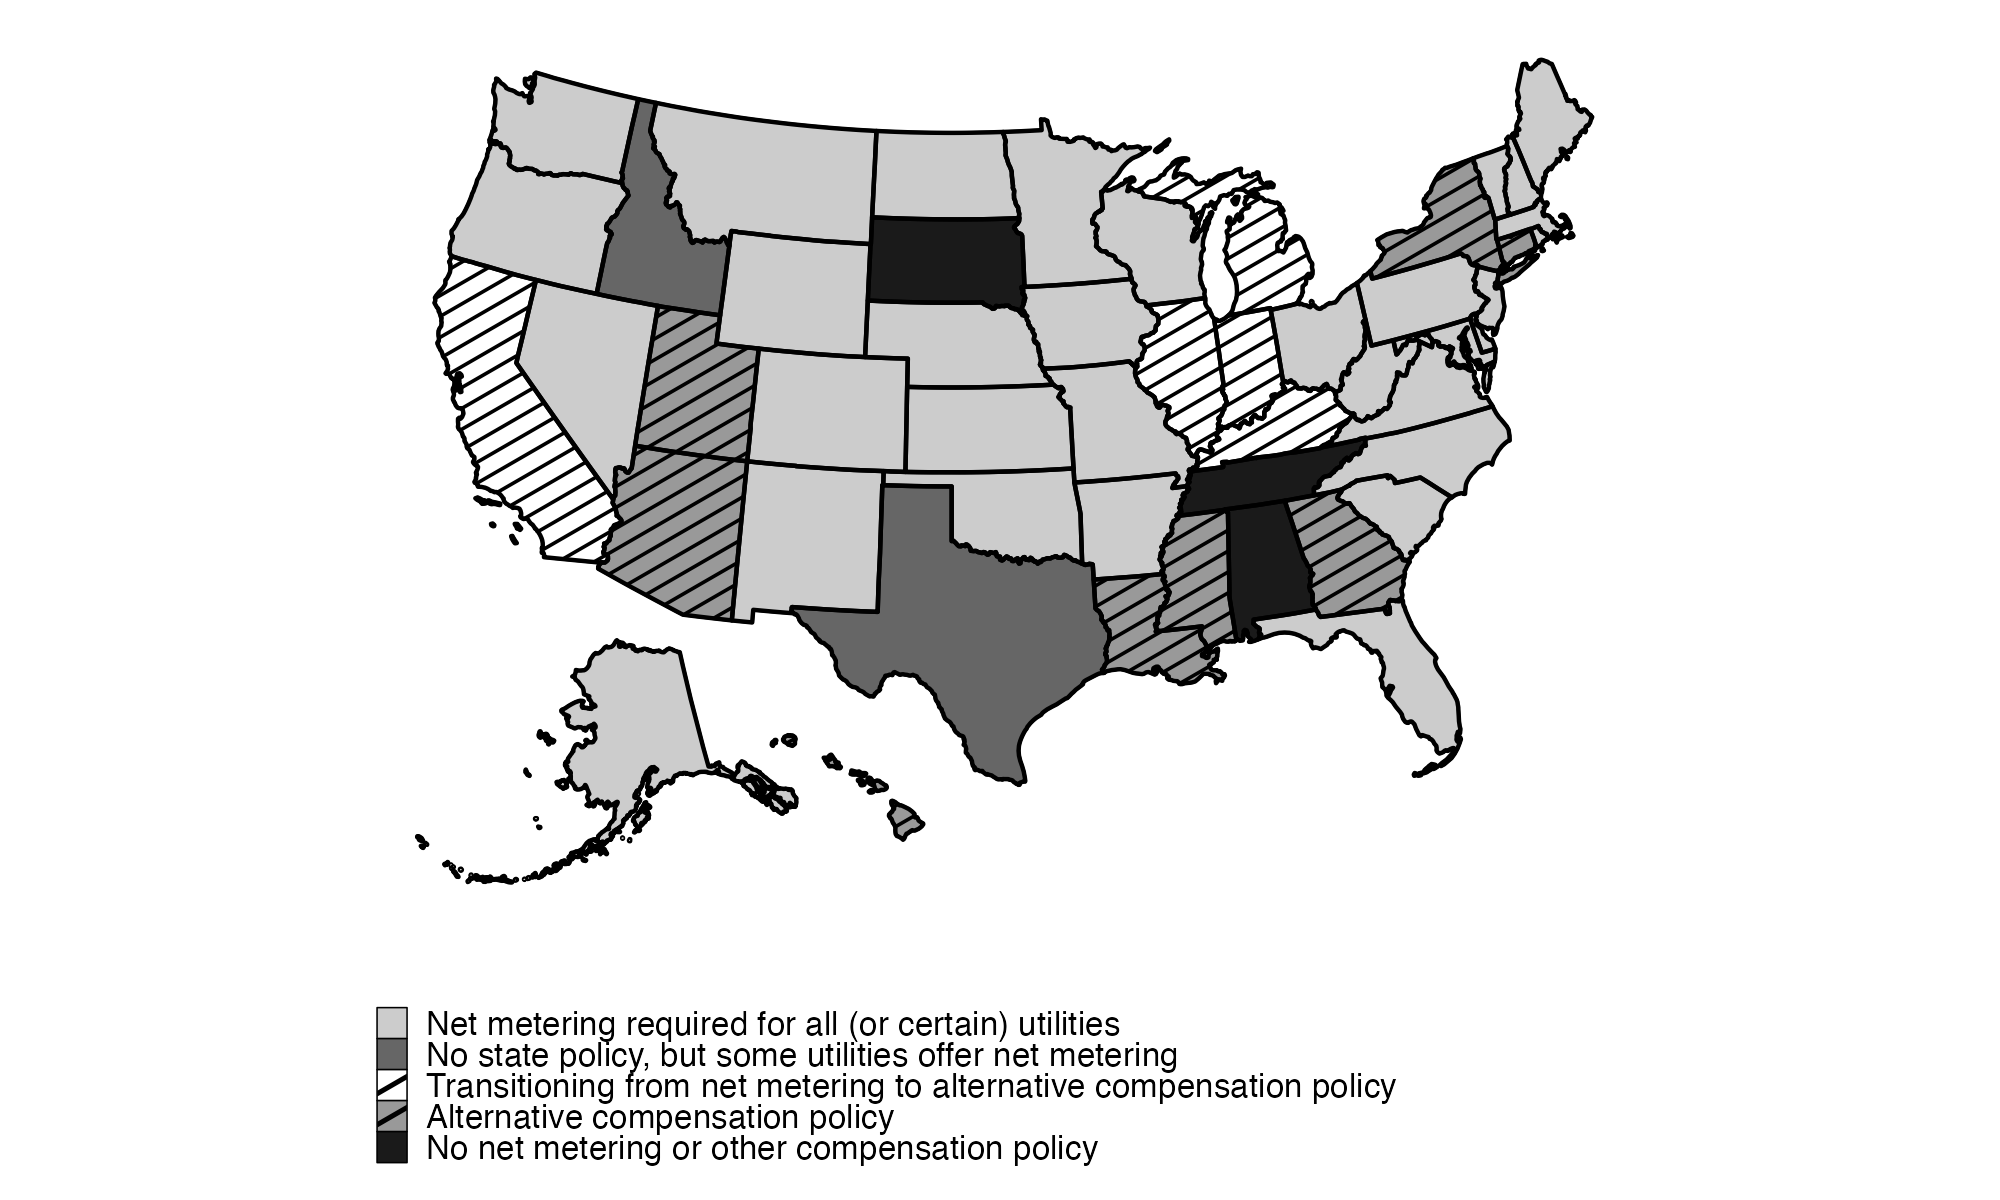 Net metering required for all (or certain) utilities
No state policy, but some utilities offer net metering
Transitioning from net metering to alternative compensation policy
Alternative compensation policy
No net metering or other compensation policy